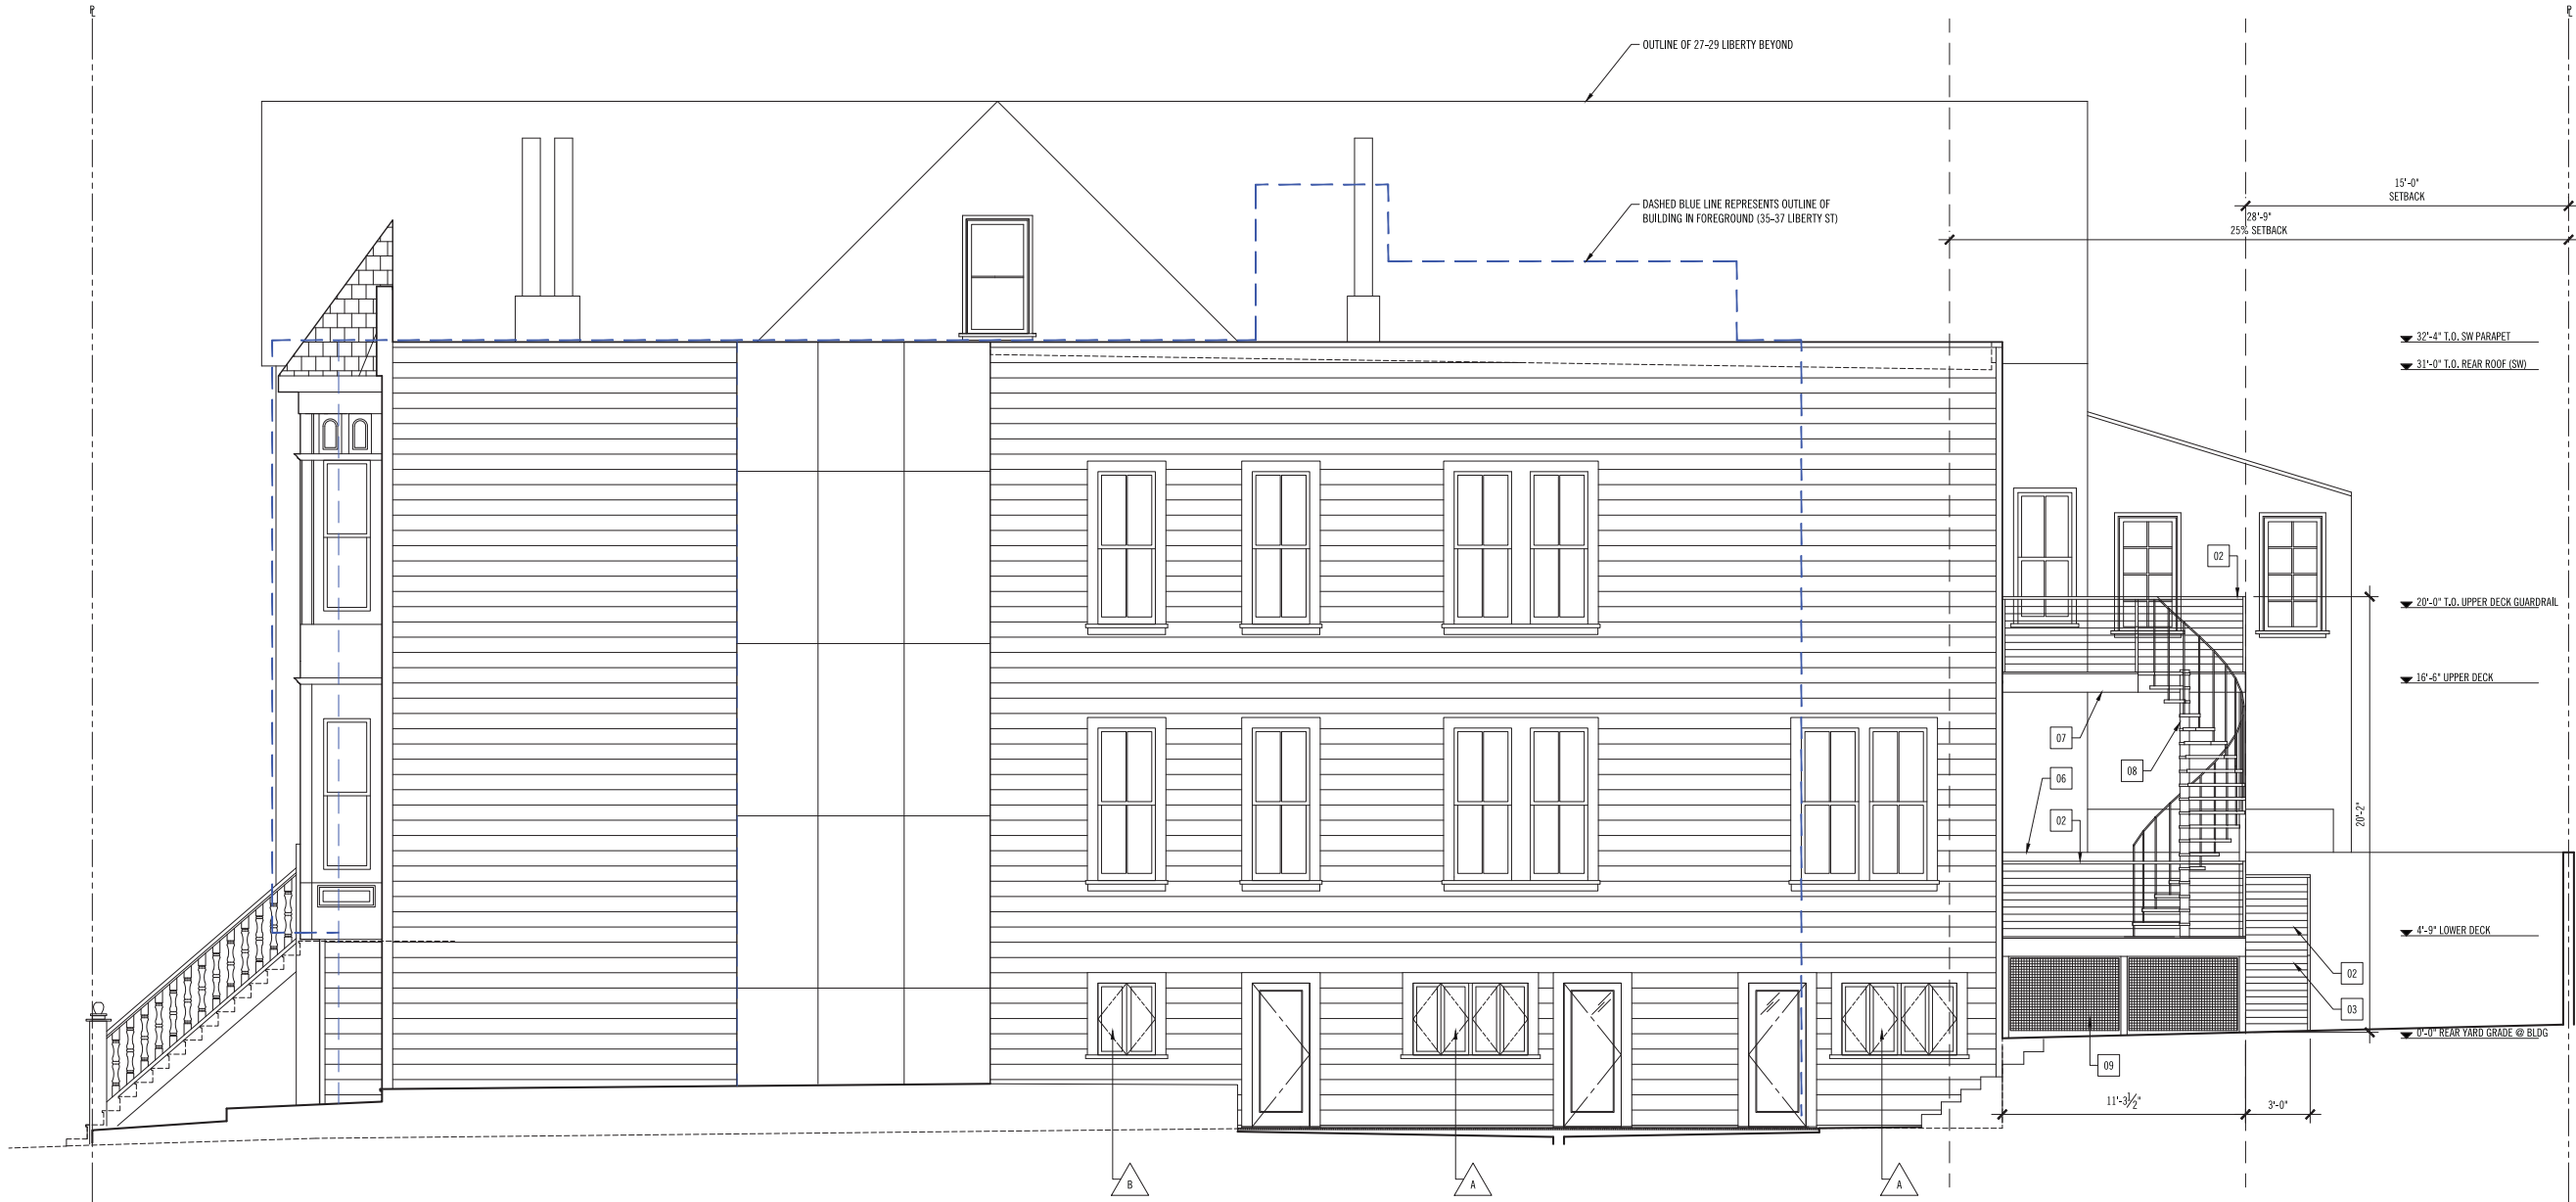 PL
PL
OUTLINE OF 27-29 LIBERTY BEYOND
15'-0"
SETBACK
DASHED BLUE LINE REPRESENTS OUTLINE OF
BUILDING IN FOREGROUND (35-37 LIBERTY ST)
28'-9"
25% SETBACK
32'-4" T.O. SW PARAPET
31'-0" T.O. REAR ROOF (SW)
02
20'-0" T.O. UPPER DECK GUARDRAIL
16'-6" UPPER DECK
07
08
06
02
20'-2"
4'-9" LOWER DECK
02
03
0'-0" REAR YARD GRADE @ BLDG
09
11'-3½"
3'-0"
B
A
A